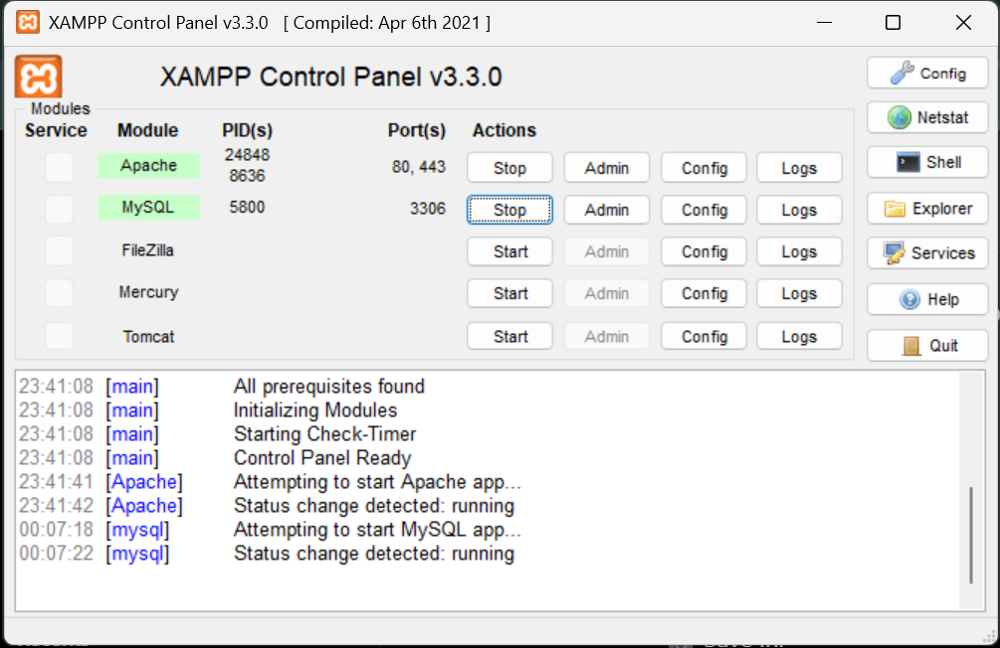 XAMPP Control Panel v3.3.0 [ Compiled: Apr 6th 2021 ]
XAMPP Control Panel v3.3.0
Config
Modules
Service Module PID(s) Port(s) Actions
Netstat
Apache 24848 8636 80, 443 Stop Admin Config Logs
Shell
MySQL 5800 3306 Stop Admin Config Logs
Explorer
FileZilla Start Admin Config Logs
Services
Mercury Start Admin Config Logs
Help
Tomcat Start Admin Config Logs
Quit
23:41:08 [main] All prerequisites found
23:41:08 [main] Initializing Modules
23:41:08 [main] Starting Check-Timer
23:41:08 [main] Control Panel Ready
23:41:41 [Apache] Attempting to start Apache app...
23:41:42 [Apache] Status change detected: running
00:07:18 [mysql] Attempting to start MySQL app...
00:07:22 [mysql] Status change detected: running